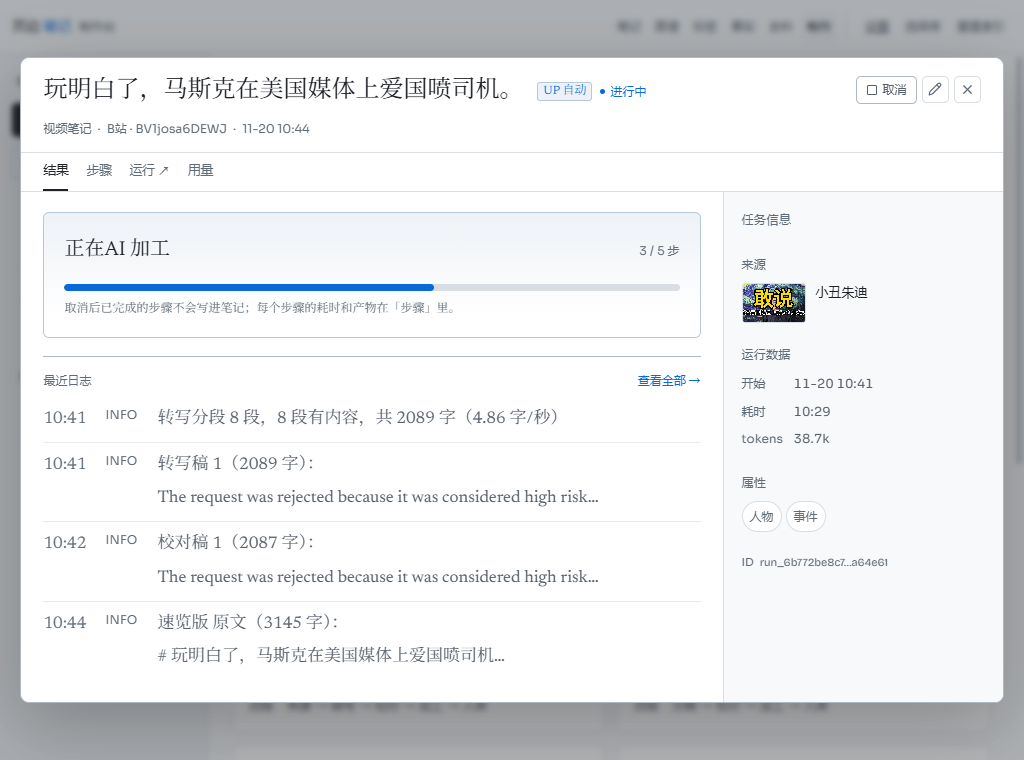 玩明白了，马斯克在美国媒体上爱国喷司机。 UP 自动 进行中 取消
视频笔记 · B站 · BV1josa6DEWJ · 11-20 10:44
结果 步骤 运行 ↗ 用量
正在AI 加工 3 / 5 步
取消后已完成的步骤不会写进笔记；每个步骤的耗时和产物在「步骤」里。
最近日志 查看全部 →
10:41 INFO 转写分段 8 段，8 段有内容，共 2089 字（4.86 字/秒）
10:41 INFO 转写稿 1（2089 字）：
The request was rejected because it was considered high risk...
10:42 INFO 校对稿 1（2087 字）：
The request was rejected because it was considered high risk...
10:44 INFO 速览版 原文（3145 字）：
# 玩明白了，马斯克在美国媒体上爱国喷司机...
任务信息
来源
敢说
小丑朱迪
运行数据
开始 11-20 10:41
耗时 10:29
tokens 38.7k
属性
人物 事件
ID run_6b772be8c7...a64e61